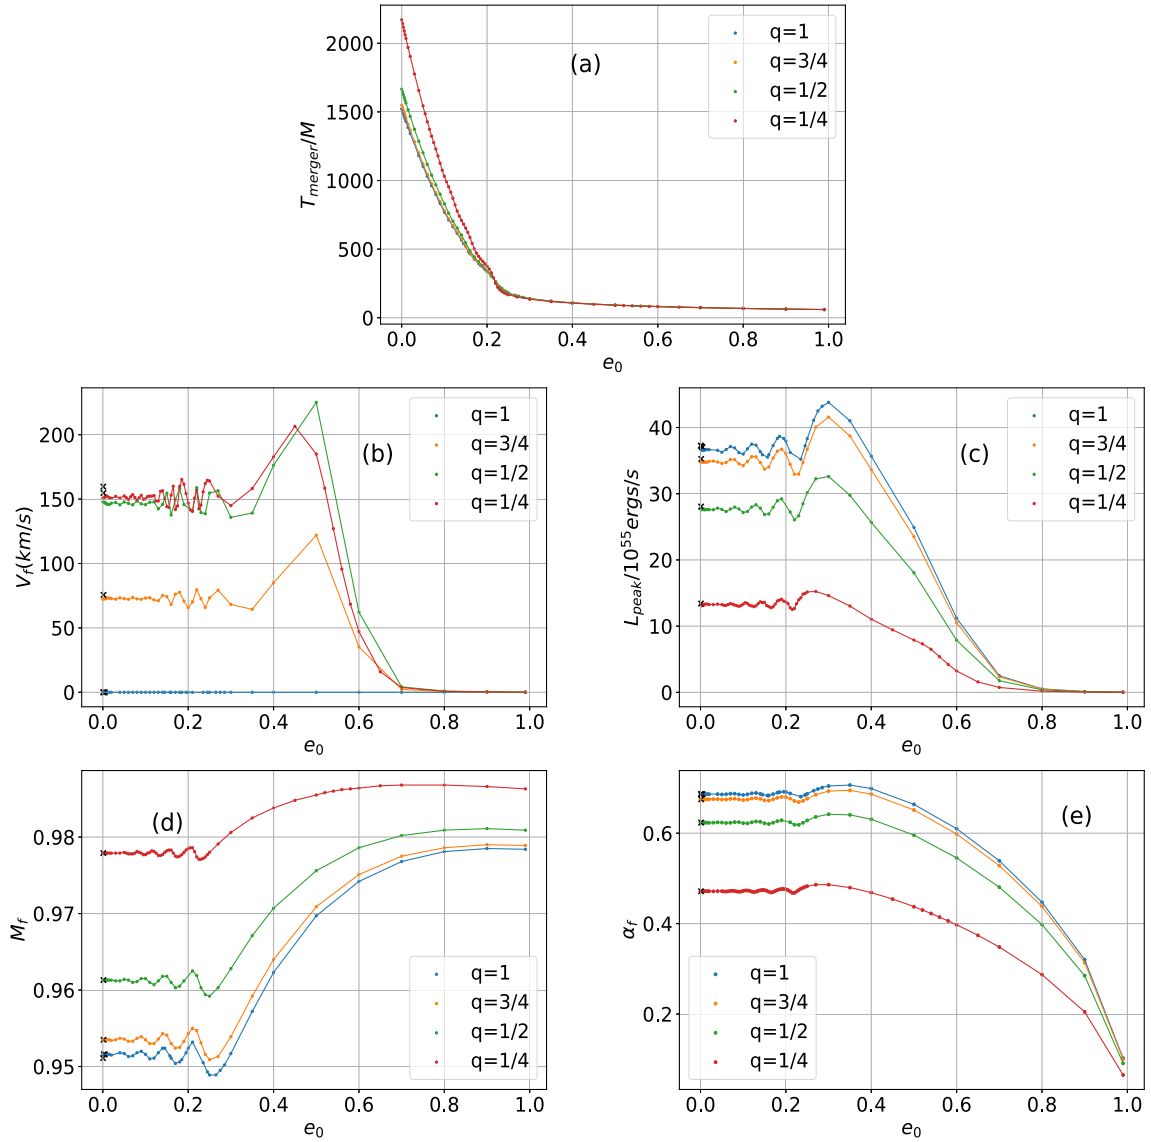 (a)
q=1
q=3/4
q=1/2
q=1/4
T_merger/M
2000
1500
1000
500
0
0.0 0.2 0.4 0.6 0.8 1.0
e_0
(b)
q=1
q=3/4
q=1/2
q=1/4
V_f(km/s)
200
150
100
50
0
0.0 0.2 0.4 0.6 0.8 1.0
e_0
(c)
q=1
q=3/4
q=1/2
q=1/4
L_peak/10^55ergs/s
40
30
20
10
0
0.0 0.2 0.4 0.6 0.8 1.0
e_0
(d)
q=1
q=3/4
q=1/2
q=1/4
M_f
0.98
0.97
0.96
0.95
0.0 0.2 0.4 0.6 0.8 1.0
e_0
(e)
q=1
q=3/4
q=1/2
q=1/4
α_f
0.6
0.4
0.2
0.0 0.2 0.4 0.6 0.8 1.0
e_0